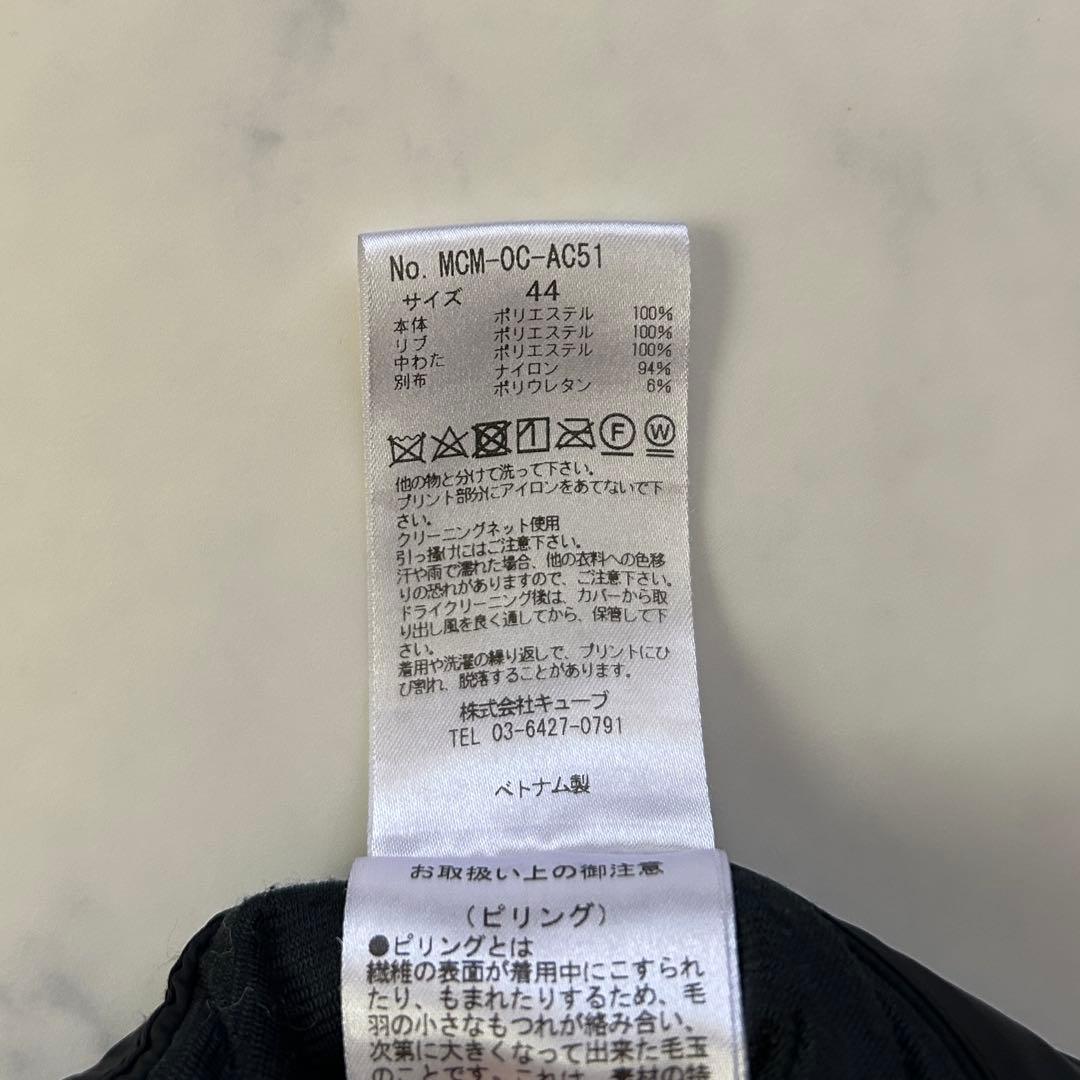 No. MCM-OC-AC51
サイズ 44
本体 ポリエステル 100%
リブ ポリエステル 100%
中わた ポリエステル 100%
別布 ナイロン 94%
ポリウレタン 6%
1 F W
他の物と分けて洗って下さい。
プリント部分にアイロンをあてないで下
さい。
クリーニングネット使用
引っ掻けにはご注意下さい。
汗や雨で濡れた場合、他の衣料への色移
りの恐れがありますので、ご注意下さい。
ドライクリーニング後は、カバーから取
り出し風を良く通してから、保管して下
さい。
着用や洗濯の繰り返しで、プリントにひ
び割れ、脱落することがあります。
株式会社キューブ
TEL 03-6427-0791
ベトナム製
お取扱い上の御注意
（ピリング）
●ピリングとは
繊維の表面が着用中にこすられ
たり、もまれたりするため、毛
羽の小さなもつれが絡み合い、
次第に大きくなって出来た毛玉
のことです。これは、素材の特